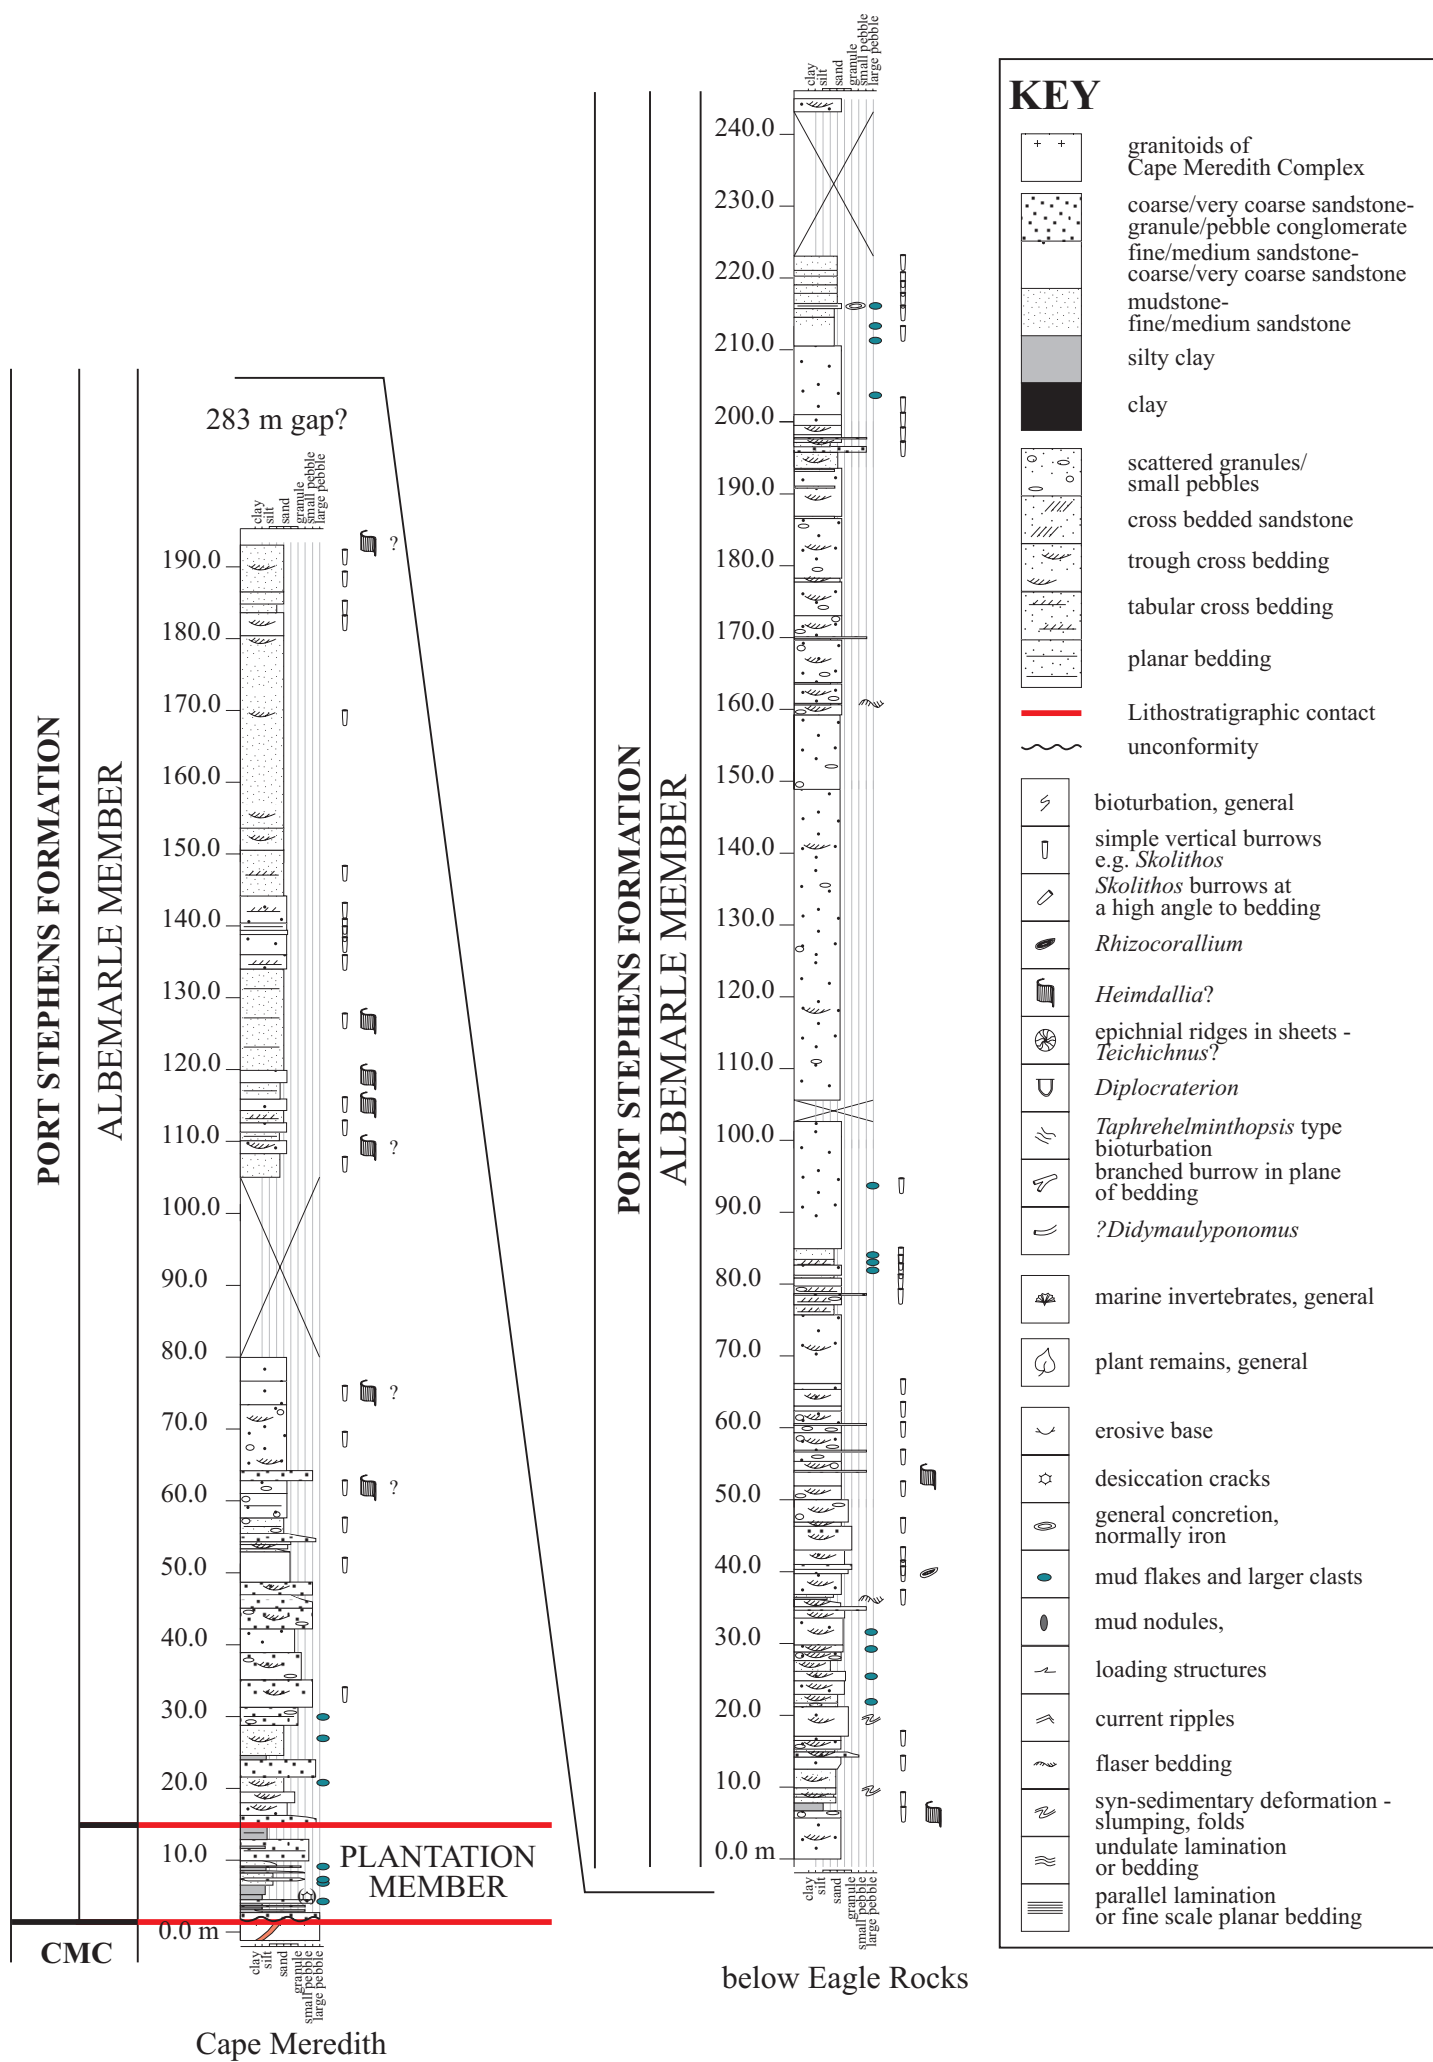 PORT STEPHENS FORMATION
ALBEMARLE MEMBER
283 m gap?
clay
silt
sand
granule
small pebble
large pebble
190.0
180.0
170.0
160.0
150.0
140.0
130.0
120.0
110.0
100.0
90.0
80.0
70.0
60.0
50.0
40.0
30.0
20.0
10.0
0.0 m
?
?
?
?
PLANTATION
MEMBER
CMC
clay
silt
sand
granule
small pebble
large pebble
Cape Meredith
PORT STEPHENS FORMATION
ALBEMARLE MEMBER
clay
silt
sand
granule
small pebble
large pebble
240.0
230.0
220.0
210.0
200.0
190.0
180.0
170.0
160.0
150.0
140.0
130.0
120.0
110.0
100.0
90.0
80.0
70.0
60.0
50.0
40.0
30.0
20.0
10.0
0.0 m
clay
silt
sand
granule
small pebble
large pebble
below Eagle Rocks
KEY
granitoids of
Cape Meredith Complex
coarse/very coarse sandstone-
granule/pebble conglomerate
fine/medium sandstone-
coarse/very coarse sandstone
mudstone-
fine/medium sandstone
silty clay
clay
scattered granules/
small pebbles
cross bedded sandstone
trough cross bedding
tabular cross bedding
planar bedding
Lithostratigraphic contact
unconformity
bioturbation, general
simple vertical burrows
e.g. Skolithos
Skolithos burrows at
a high angle to bedding
Rhizocorallium
Heimdallia?
epichnial ridges in sheets -
Teichichnus?
Diplocraterion
Taphrehelminthopsis type
bioturbation
branched burrow in plane
of bedding
?Didymaulyponomus
marine invertebrates, general
plant remains, general
erosive base
desiccation cracks
general concretion,
normally iron
mud flakes and larger clasts
mud nodules,
loading structures
current ripples
flaser bedding
syn-sedimentary deformation -
slumping, folds
undulate lamination
or bedding
parallel lamination
or fine scale planar bedding